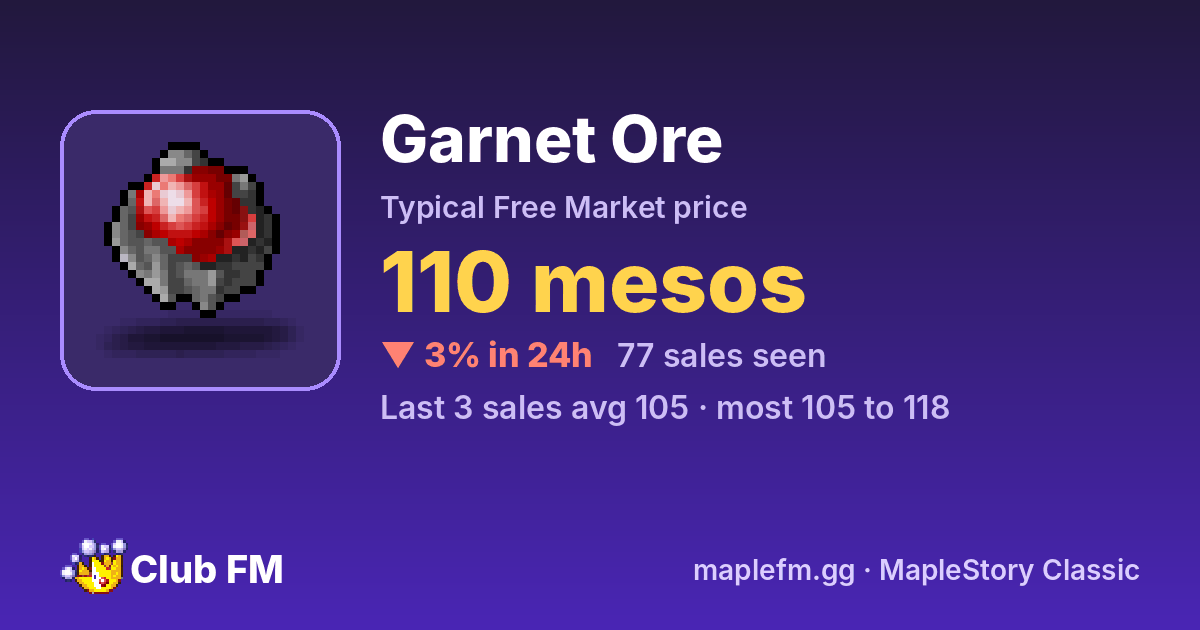 Garnet Ore
Typical Free Market price
110 mesos
▼ 3% in 24h 77 sales seen
Last 3 sales avg 105 · most 105 to 118
Club FM
maplefm.gg · MapleStory Classic